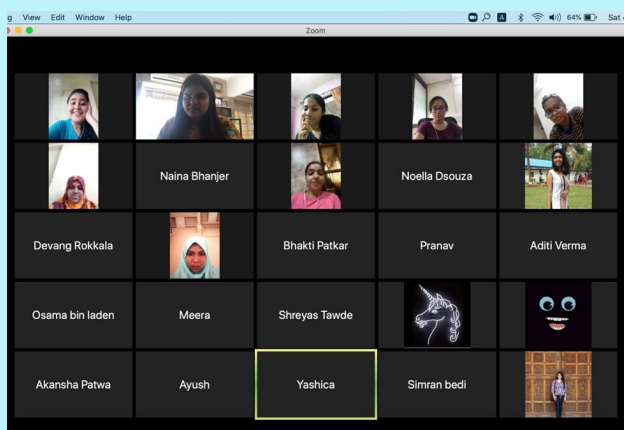 g View Edit Window Help A 64% Sat 4
Zoom
Naina Bhanjer Noella Dsouza
Devang Rokkala Bhakti Patkar Pranav Aditi Verma
Osama bin laden Meera Shreyas Tawde
Akansha Patwa Ayush Yashica Simran bedi